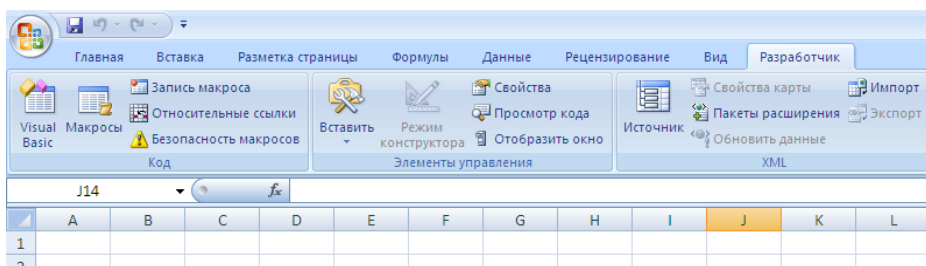 Главная Вставка Разметка страницы Формулы Данные Рецензирование Вид Разработчик
Запись макроса Свойства Свойства карты Импорт
Относительные ссылки Просмотр кода Пакеты расширения Экспорт
Visual Basic Макросы Безопасность макросов Вставить Режим конструктора Отобразить окно Источник Обновить данные
Код Элементы управления XML
J14 fx
A B C D E F G H I J K L
1